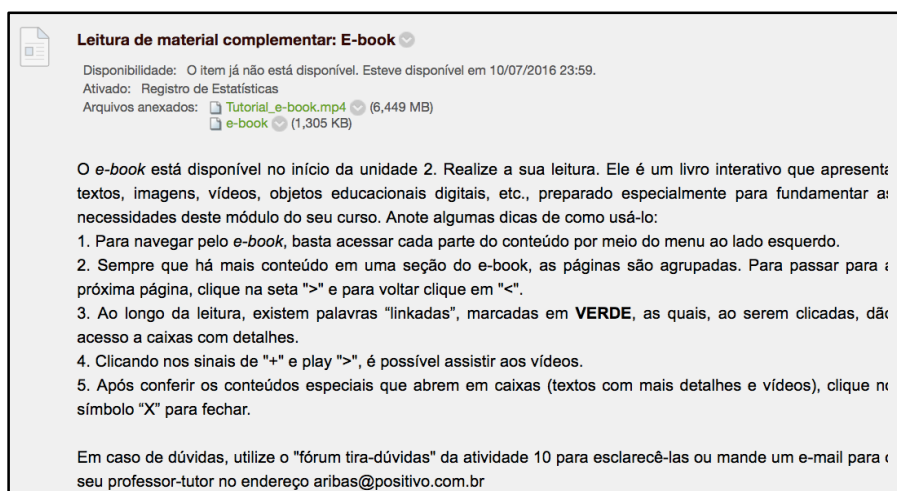 Leitura de material complementar: E-book
Disponibilidade: O item já não está disponível. Esteve disponível em 10/07/2016 23:59.
Ativado: Registro de Estatísticas
Arquivos anexados: Tutorial_e-book.mp4 (6,449 MB)
e-book (1,305 KB)
O e-book está disponível no início da unidade 2. Realize a sua leitura. Ele é um livro interativo que apresenta
textos, imagens, vídeos, objetos educacionais digitais, etc., preparado especialmente para fundamentar as
necessidades deste módulo do seu curso. Anote algumas dicas de como usá-lo:
1. Para navegar pelo e-book, basta acessar cada parte do conteúdo por meio do menu ao lado esquerdo.
2. Sempre que há mais conteúdo em uma seção do e-book, as páginas são agrupadas. Para passar para a
próxima página, clique na seta ">" e para voltar clique em "<".
3. Ao longo da leitura, existem palavras “linkadas”, marcadas em VERDE, as quais, ao serem clicadas, dão
acesso a caixas com detalhes.
4. Clicando nos sinais de "+" e play ">", é possível assistir aos vídeos.
5. Após conferir os conteúdos especiais que abrem em caixas (textos com mais detalhes e vídeos), clique no
símbolo “X” para fechar.
Em caso de dúvidas, utilize o "fórum tira-dúvidas" da atividade 10 para esclarecê-las ou mande um e-mail para o
seu professor-tutor no endereço aribas@positivo.com.br